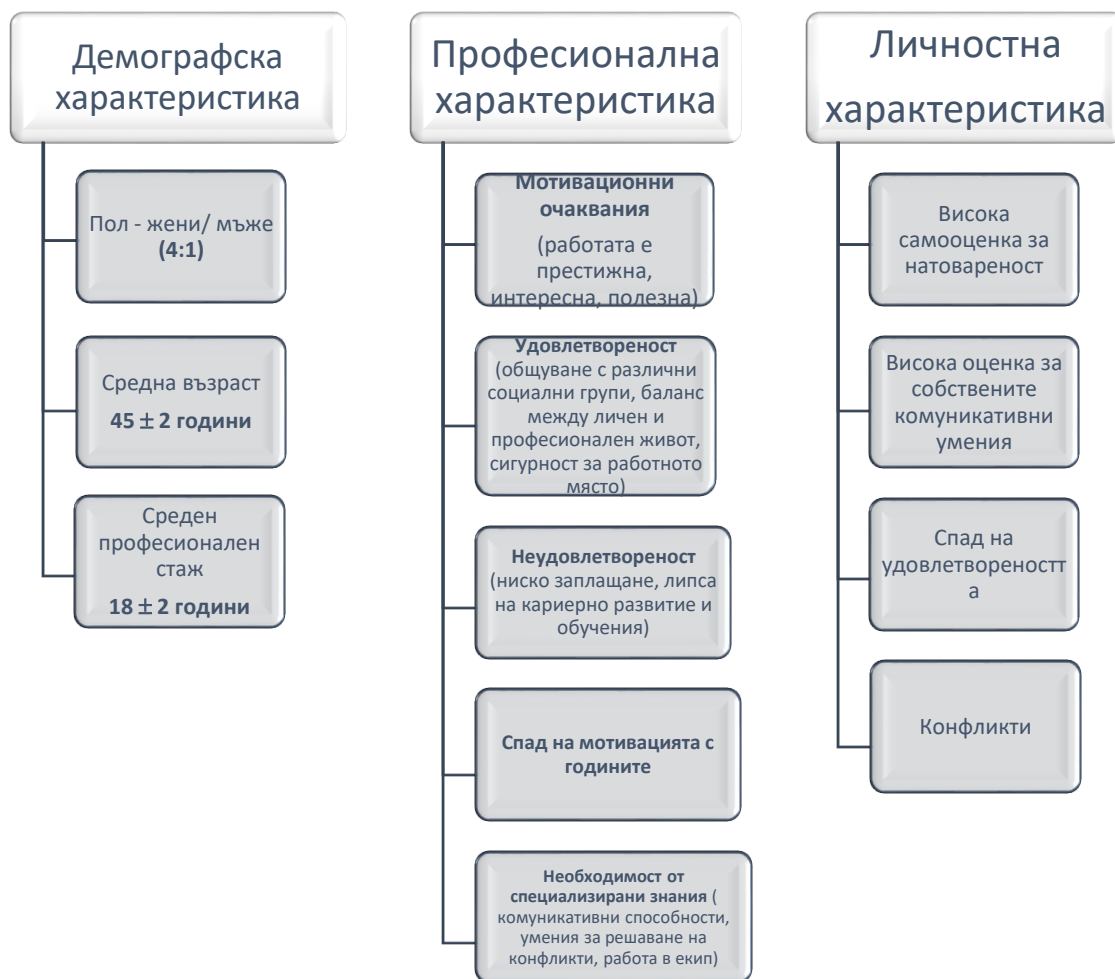 Демографска
характеристика
Пол - жени/ мъже
(4:1)
Средна възраст
45 ± 2 години
Среден
професионален
стаж
18 ± 2 години
Професионална
характеристика
Мотивационни
очаквания
(работата е
престижна,
интересна, полезна)
Удовлетвореност
(общуване с различни
социални групи, баланс
между личен и
професионален живот,
сигурност за работното
място)
Неудовлетвореност
(ниско заплащане, липса
на кариерно развитие и
обучения)
Спад на мотивацията с
годините
Необходимост от
специализирани знания (
комуникативни способности,
умения за решаване на
конфликти, работа в екип)
Личностна
характеристика
Висока
самооценка за
натовареност
Висока оценка за
собствените
комуникативни
умения
Спад на
удовлетвореностт
а
Конфликти